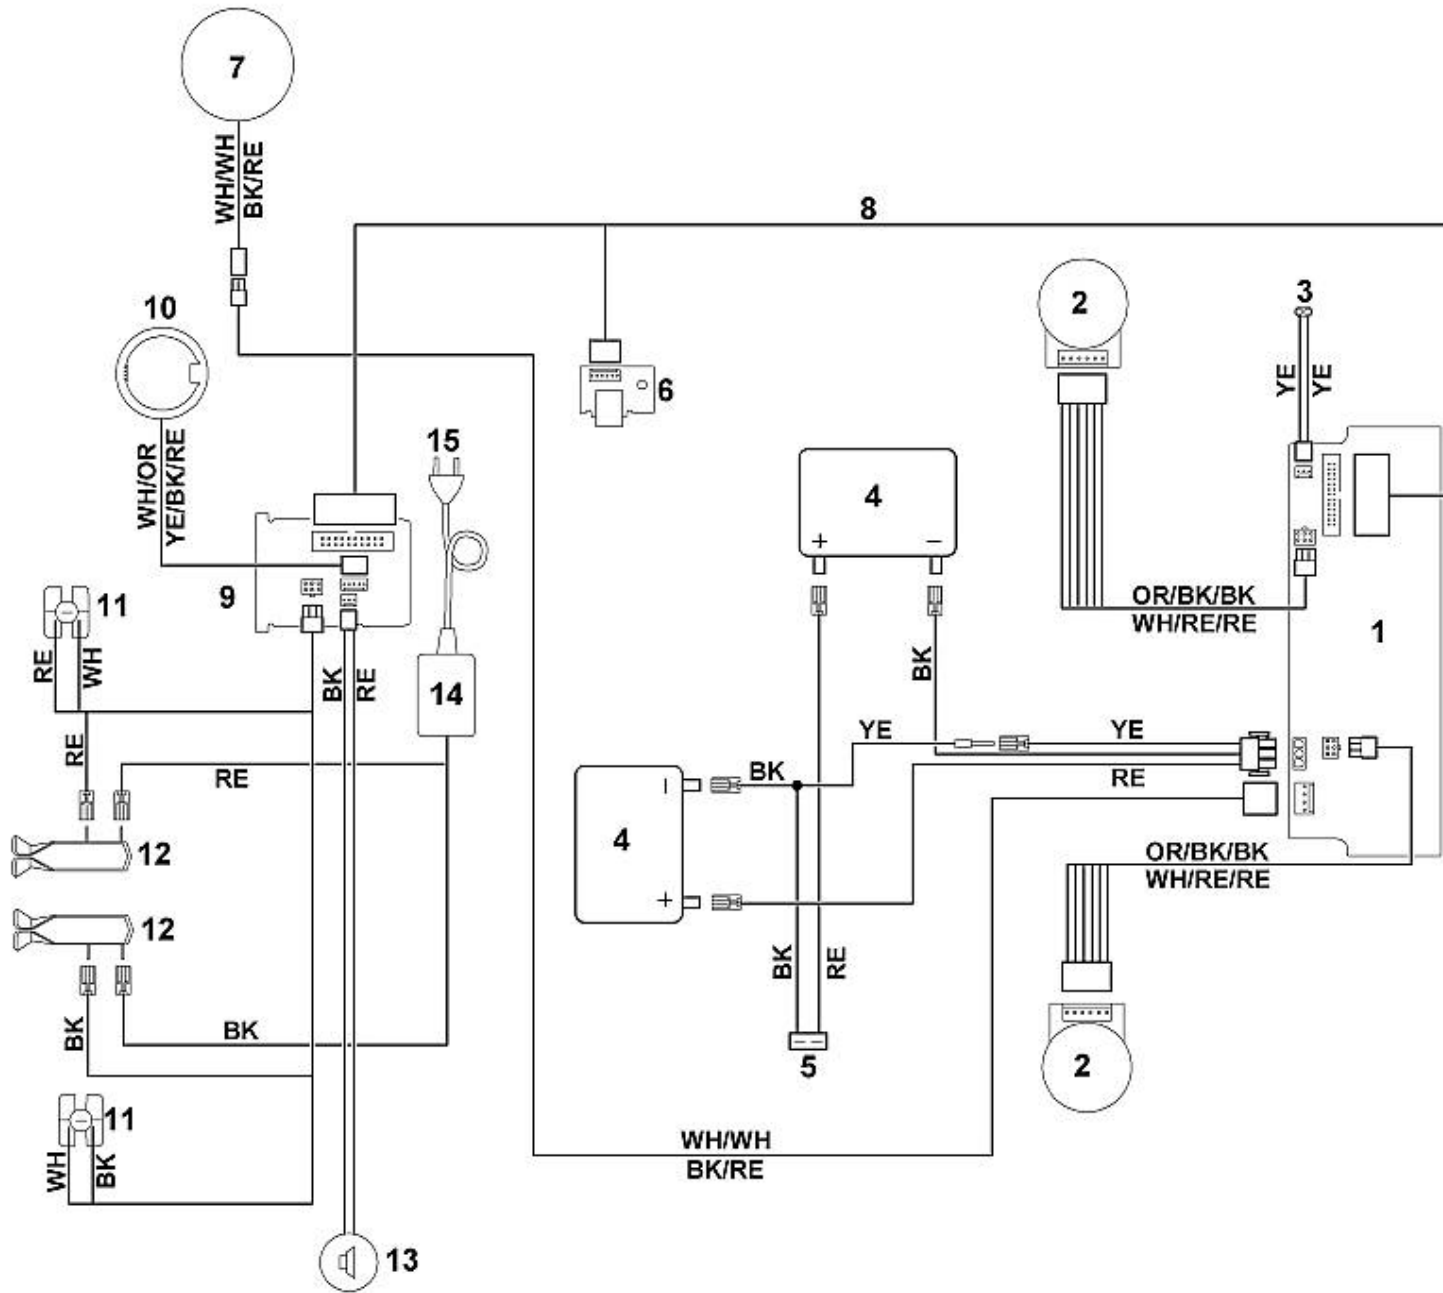 7
WH/WH
BK/RE
8
10
2
3
YE
YE
6
15
WH/OR
YE/BK/RE
4
+
−
9
11
OR/BK/BK
WH/RE/RE
1
RE
WH
BK
RE
14
BK
YE
YE
RE
RE
BK
RE
4
−
+
12
OR/BK/BK
WH/RE/RE
12
BK
RE
BK
BK
5
2
11
WH
BK
WH/WH
BK/RE
13